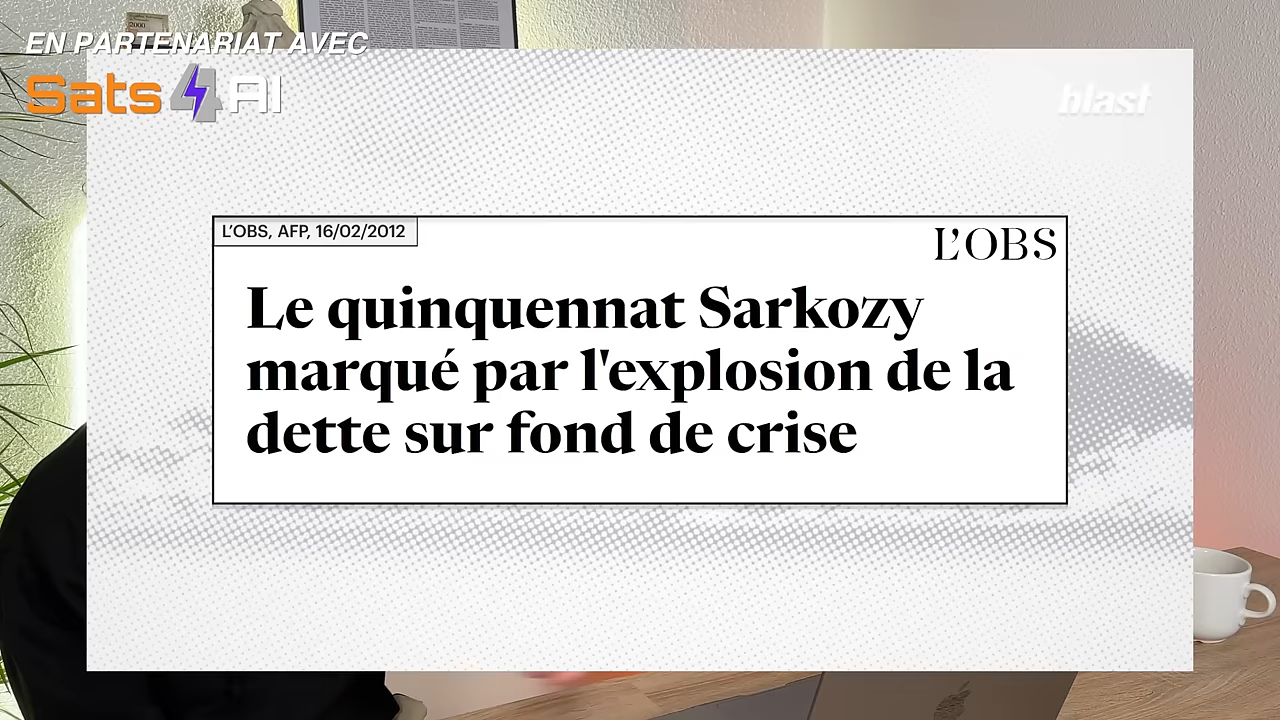 2000
EN PARTENARIAT AVEC
Sats4AI
blast
L'OBS, AFP, 16/02/2012
L'OBS
Le quinquennat Sarkozy
marqué par l'explosion de la
dette sur fond de crise